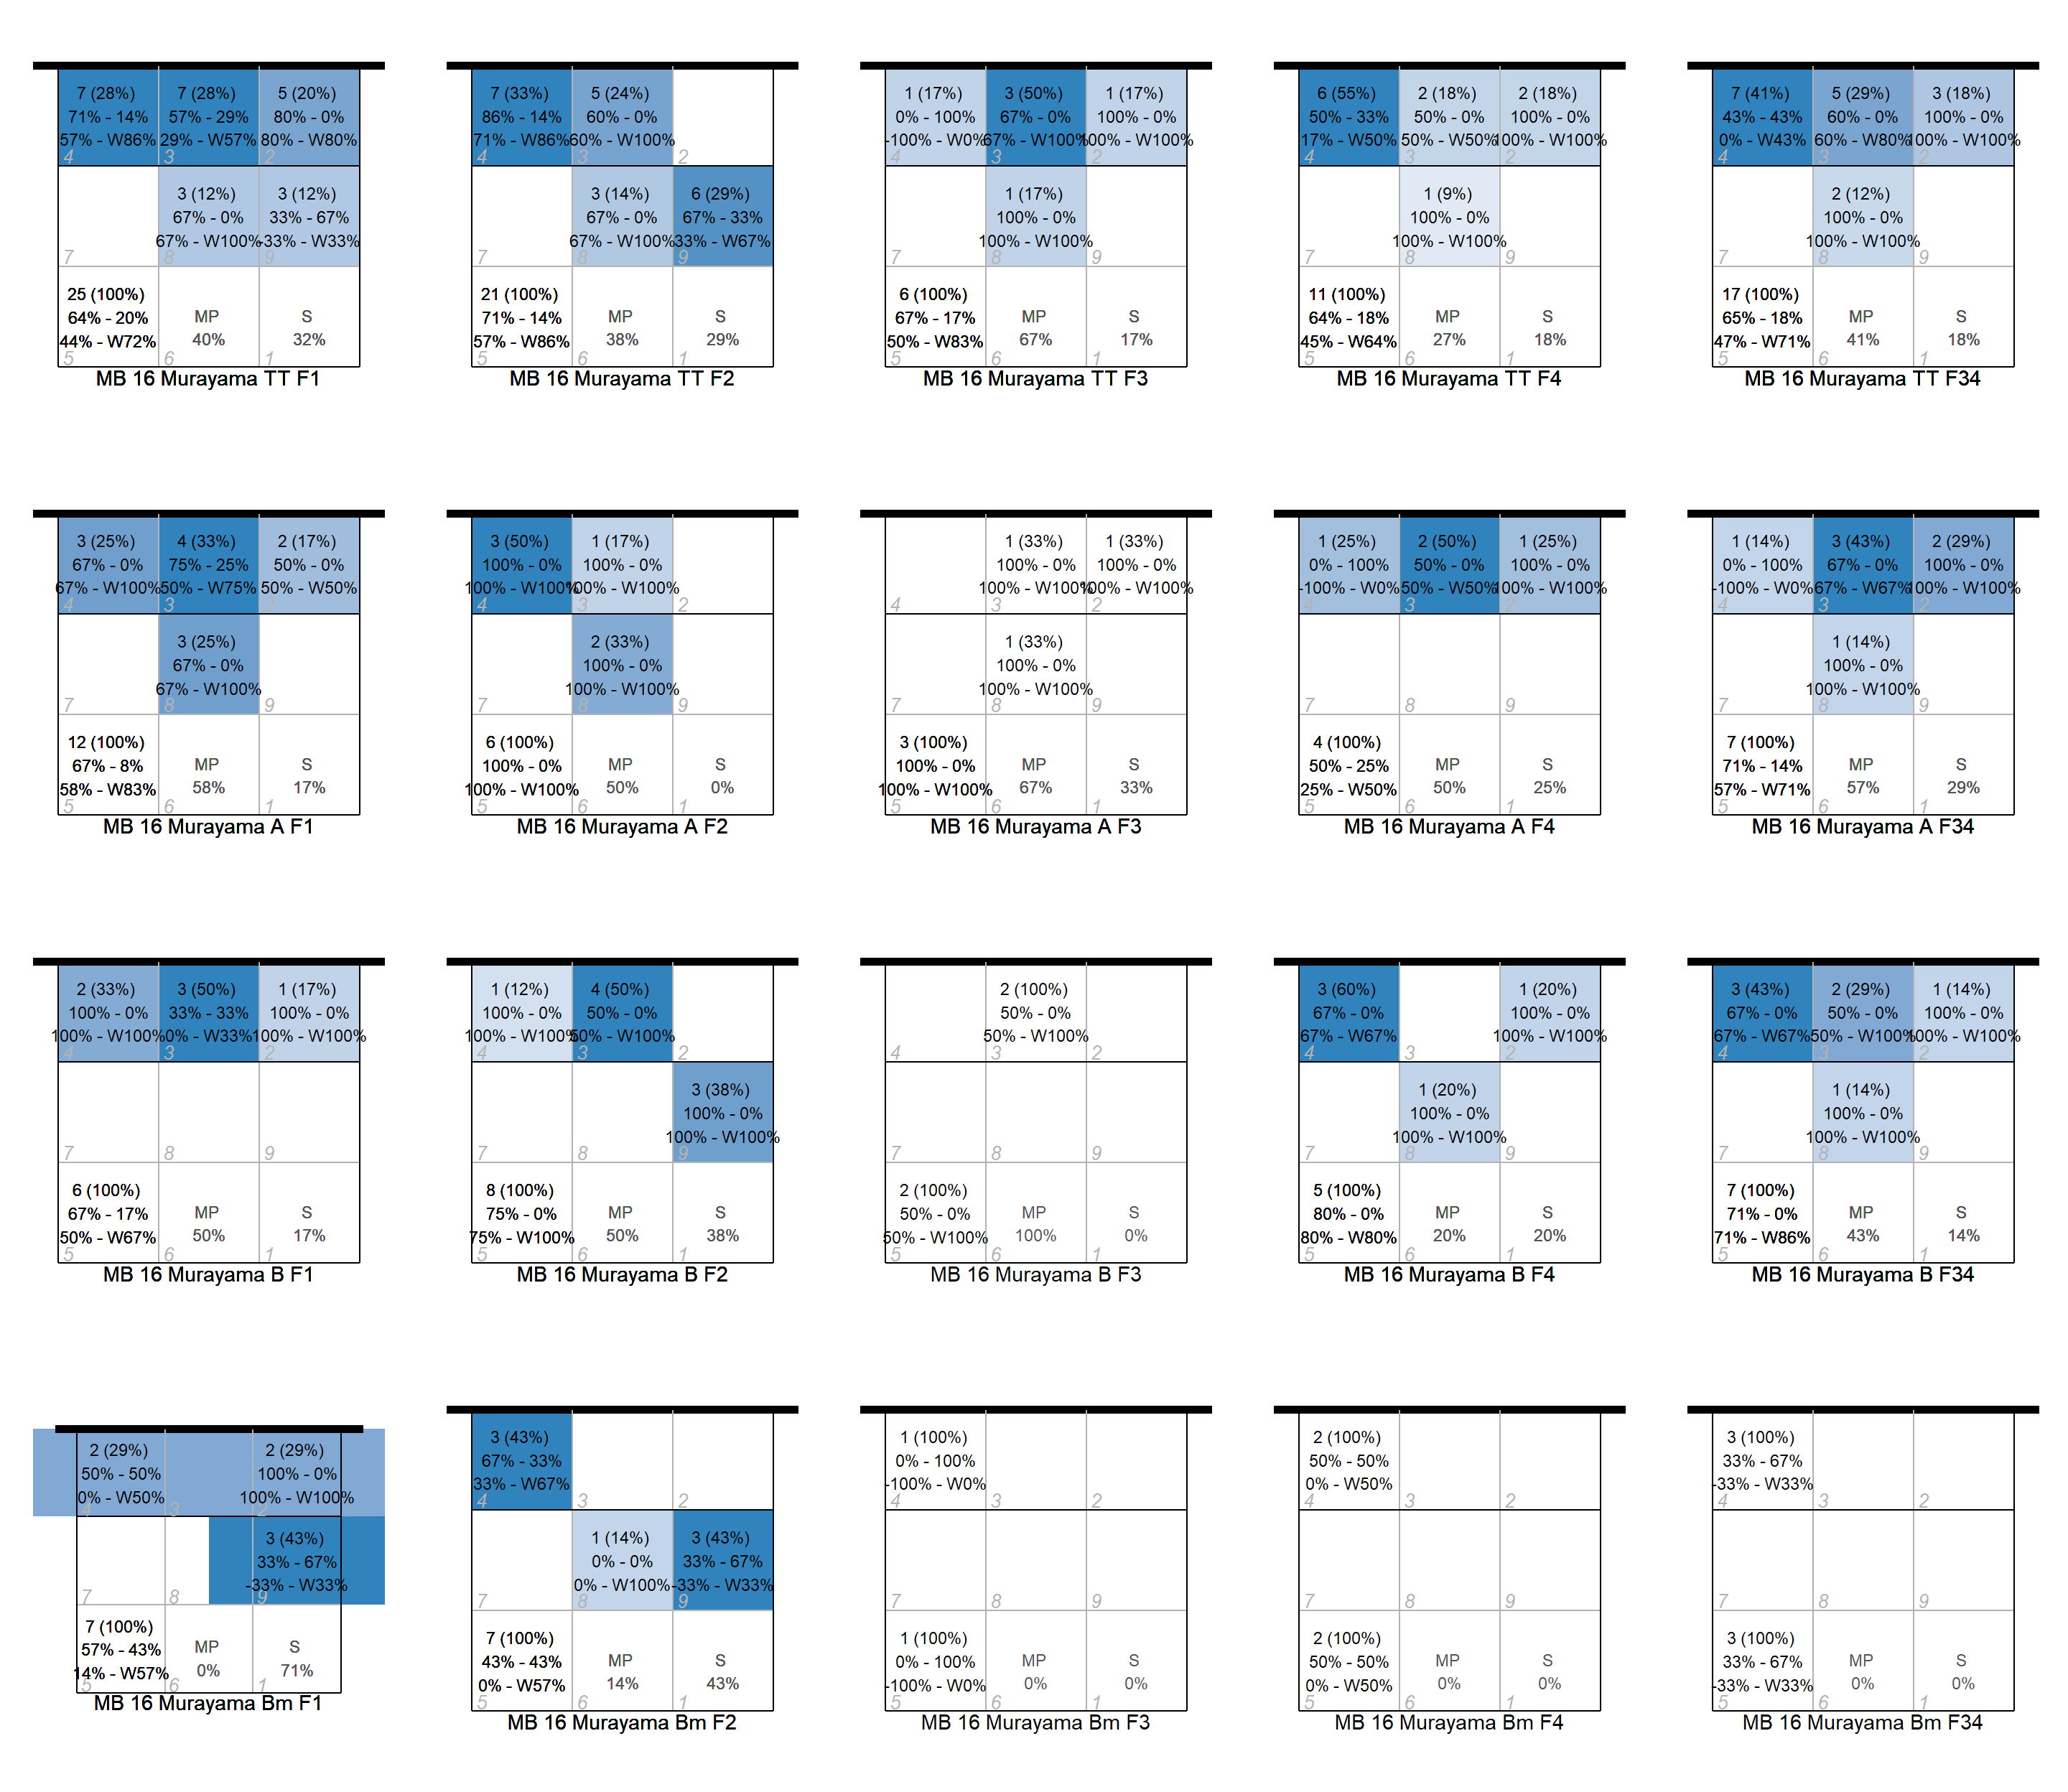 7 (28%)
71% - 14%
57% - W86%
4
7 (28%)
57% - 29%
29% - W57%
3
5 (20%)
80% - 0%
80% - W80%
2
7
3 (12%)
67% - 0%
67% - W100%
8
3 (12%)
33% - 67%
-33% - W33%
9
25 (100%)
64% - 20%
44% - W72%
5
MP
40%
6
S
32%
1
MB 16 Murayama TT F1
7 (33%)
86% - 14%
71% - W86%
4
5 (24%)
60% - 0%
60% - W100%
3
2
7
3 (14%)
67% - 0%
67% - W100%
8
6 (29%)
67% - 33%
33% - W67%
9
21 (100%)
71% - 14%
57% - W86%
5
MP
38%
6
S
29%
1
MB 16 Murayama TT F2
1 (17%)
0% - 100%
-100% - W0%
4
3 (50%)
67% - 0%
67% - W100%
3
1 (17%)
100% - 0%
100% - W100%
2
7
1 (17%)
100% - 0%
100% - W100%
8
9
6 (100%)
67% - 17%
50% - W83%
5
MP
67%
6
S
17%
1
MB 16 Murayama TT F3
6 (55%)
50% - 33%
17% - W50%
4
2 (18%)
50% - 0%
50% - W50%
3
2 (18%)
100% - 0%
100% - W100%
2
7
1 (9%)
100% - 0%
100% - W100%
8
9
11 (100%)
64% - 18%
45% - W64%
5
MP
27%
6
S
18%
1
MB 16 Murayama TT F4
7 (41%)
43% - 43%
0% - W43%
4
5 (29%)
60% - 0%
60% - W80%
3
3 (18%)
100% - 0%
100% - W100%
2
7
2 (12%)
100% - 0%
100% - W100%
8
9
17 (100%)
65% - 18%
47% - W71%
5
MP
41%
6
S
18%
1
MB 16 Murayama TT F34
3 (25%)
67% - 0%
67% - W100%
4
4 (33%)
75% - 25%
50% - W75%
3
2 (17%)
50% - 0%
50% - W50%
2
7
3 (25%)
67% - 0%
67% - W100%
8
9
12 (100%)
67% - 8%
58% - W83%
5
MP
58%
6
S
17%
1
MB 16 Murayama A F1
3 (50%)
100% - 0%
100% - W100%
4
1 (17%)
100% - 0%
100% - W100%
3
2
7
2 (33%)
100% - 0%
100% - W100%
8
9
6 (100%)
100% - 0%
100% - W100%
5
MP
50%
6
S
0%
1
MB 16 Murayama A F2
4
1 (33%)
100% - 0%
100% - W100%
3
1 (33%)
100% - 0%
100% - W100%
2
7
1 (33%)
100% - 0%
100% - W100%
8
9
3 (100%)
100% - 0%
100% - W100%
5
MP
67%
6
S
33%
1
MB 16 Murayama A F3
1 (25%)
0% - 100%
-100% - W0%
4
2 (50%)
50% - 0%
50% - W50%
3
1 (25%)
100% - 0%
100% - W100%
2
7
8
9
4 (100%)
50% - 25%
25% - W50%
5
MP
50%
6
S
25%
1
MB 16 Murayama A F4
1 (14%)
0% - 100%
-100% - W0%
4
3 (43%)
67% - 0%
67% - W67%
3
2 (29%)
100% - 0%
100% - W100%
2
7
1 (14%)
100% - 0%
100% - W100%
8
9
7 (100%)
71% - 14%
57% - W71%
5
MP
57%
6
S
29%
1
MB 16 Murayama A F34
2 (33%)
100% - 0%
100% - W100%
4
3 (50%)
33% - 33%
0% - W33%
3
1 (17%)
100% - 0%
100% - W100%
2
7
8
9
6 (100%)
67% - 17%
50% - W67%
5
MP
50%
6
S
17%
1
MB 16 Murayama B F1
1 (12%)
100% - 0%
100% - W100%
4
4 (50%)
50% - 0%
50% - W100%
3
2
7
8
3 (38%)
100% - 0%
100% - W100%
9
8 (100%)
75% - 0%
75% - W100%
5
MP
50%
6
S
38%
1
MB 16 Murayama B F2
4
2 (100%)
50% - 0%
50% - W100%
3
2
7
8
9
2 (100%)
50% - 0%
50% - W100%
5
MP
100%
6
S
0%
1
MB 16 Murayama B F3
3 (60%)
67% - 0%
67% - W67%
4
3
1 (20%)
100% - 0%
100% - W100%
2
7
1 (20%)
100% - 0%
100% - W100%
8
9
5 (100%)
80% - 0%
80% - W80%
5
MP
20%
6
S
20%
1
MB 16 Murayama B F4
3 (43%)
67% - 0%
67% - W67%
4
2 (29%)
50% - 0%
50% - W100%
3
1 (14%)
100% - 0%
100% - W100%
2
7
1 (14%)
100% - 0%
100% - W100%
8
9
7 (100%)
71% - 0%
71% - W86%
5
MP
43%
6
S
14%
1
MB 16 Murayama B F34
2 (29%)
50% - 50%
0% - W50%
4
3
2 (29%)
100% - 0%
100% - W100%
2
7
8
3 (43%)
33% - 67%
-33% - W33%
9
7 (100%)
57% - 43%
14% - W57%
5
MP
0%
6
S
71%
1
MB 16 Murayama Bm F1
3 (43%)
67% - 33%
33% - W67%
4
3
2
7
1 (14%)
0% - 0%
0% - W100%
8
3 (43%)
33% - 67%
-33% - W33%
9
7 (100%)
43% - 43%
0% - W57%
5
MP
14%
6
S
43%
1
MB 16 Murayama Bm F2
1 (100%)
0% - 100%
-100% - W0%
4
3
2
7
8
9
1 (100%)
0% - 100%
-100% - W0%
5
MP
0%
6
S
0%
1
MB 16 Murayama Bm F3
2 (100%)
50% - 50%
0% - W50%
4
3
2
7
8
9
2 (100%)
50% - 50%
0% - W50%
5
MP
0%
6
S
0%
1
MB 16 Murayama Bm F4
3 (100%)
33% - 67%
-33% - W33%
4
3
2
7
8
9
3 (100%)
33% - 67%
-33% - W33%
5
MP
0%
6
S
0%
1
MB 16 Murayama Bm F34